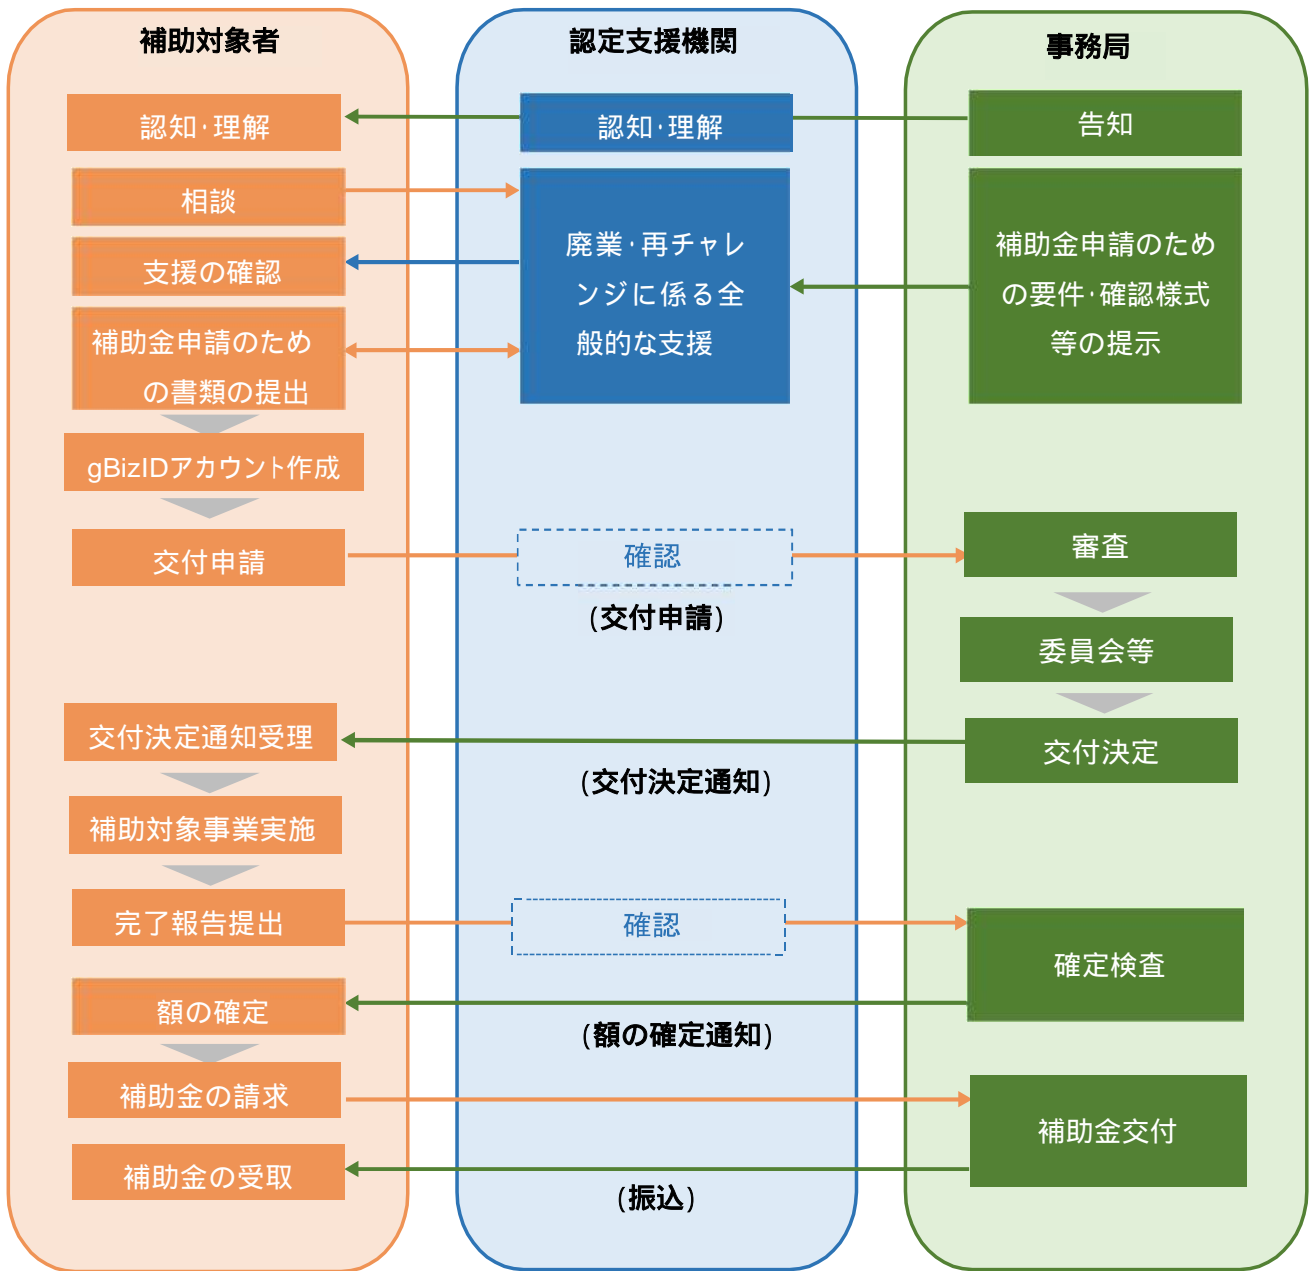 補助対象者
認定支援機関
事務局
認知·理解
認知·理解
告知
相談
支援の確認
補助金申請のため
の書類の提出
廃業·再チャレ
ンジに係る全
般的な支援
補助金申請のため
の要件·確認様式
等の提示
gBizIDアカウント作成
交付申請
確認
(交付申請)
審査
委員会等
交付決定
交付決定通知受理
(交付決定通知)
補助対象事業実施
完了報告提出
確認
確定検査
額の確定
(額の確定通知)
補助金の請求
補助金交付
補助金の受取
(振込)